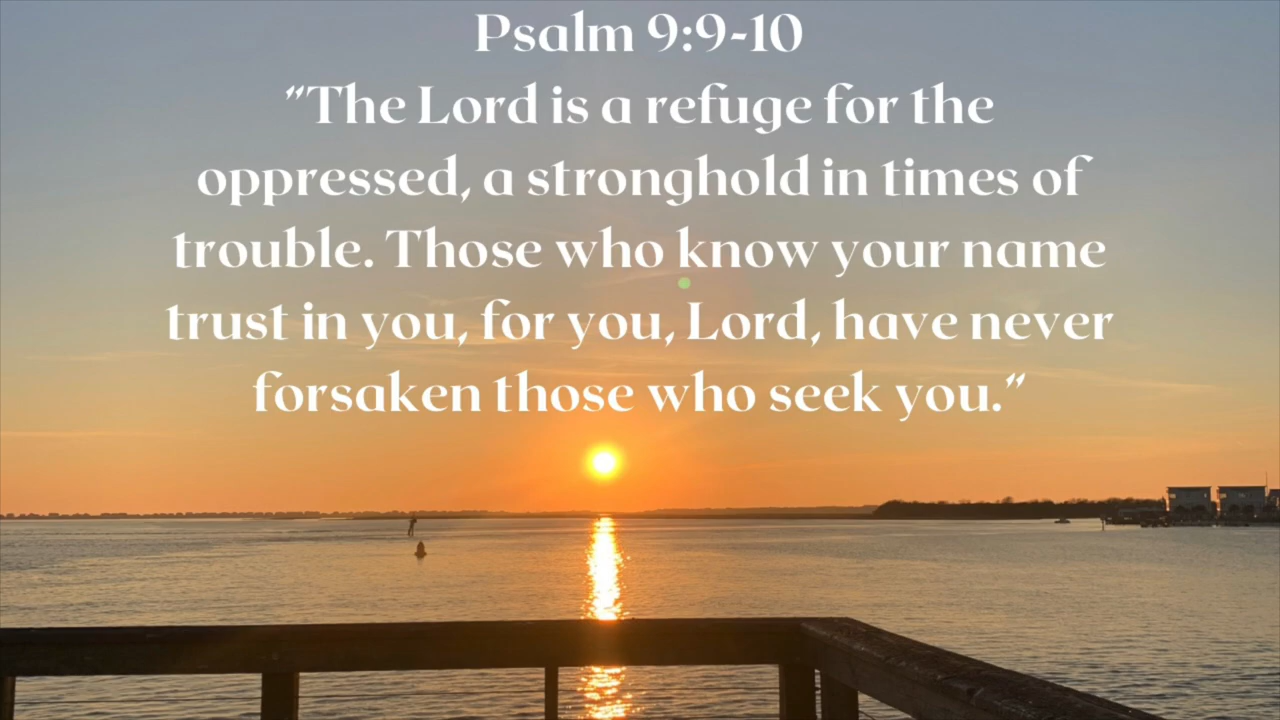 Psalm 9:9-10
"The Lord is a refuge for the
oppressed, a stronghold in times of
trouble. Those who know your name
trust in you, for you, Lord, have never
forsaken those who seek you."